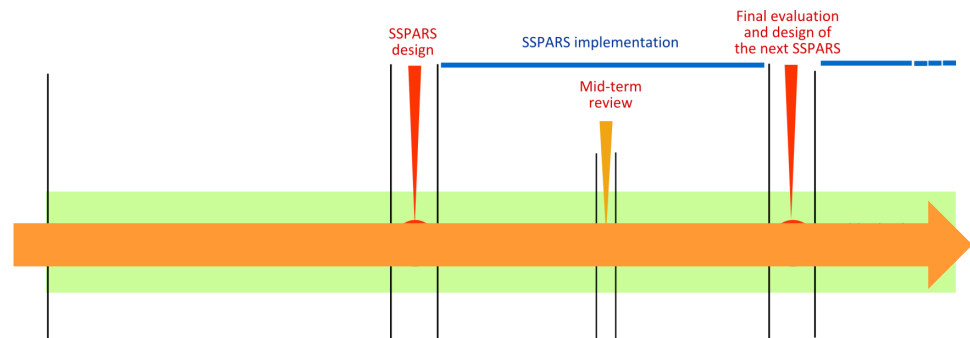 SSPARS
design
SSPARS implementation
Mid-term
review
Final evaluation
and design of
the next SSPARS